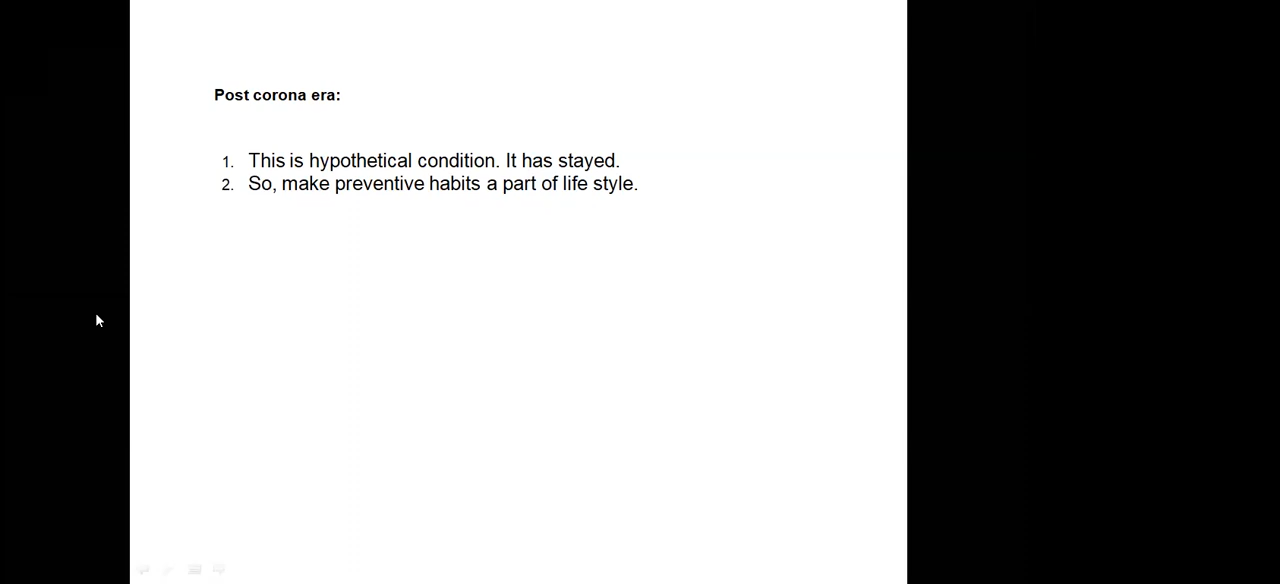 Post corona era:
1. This is hypothetical condition. It has stayed.
2. So, make preventive habits a part of life style.